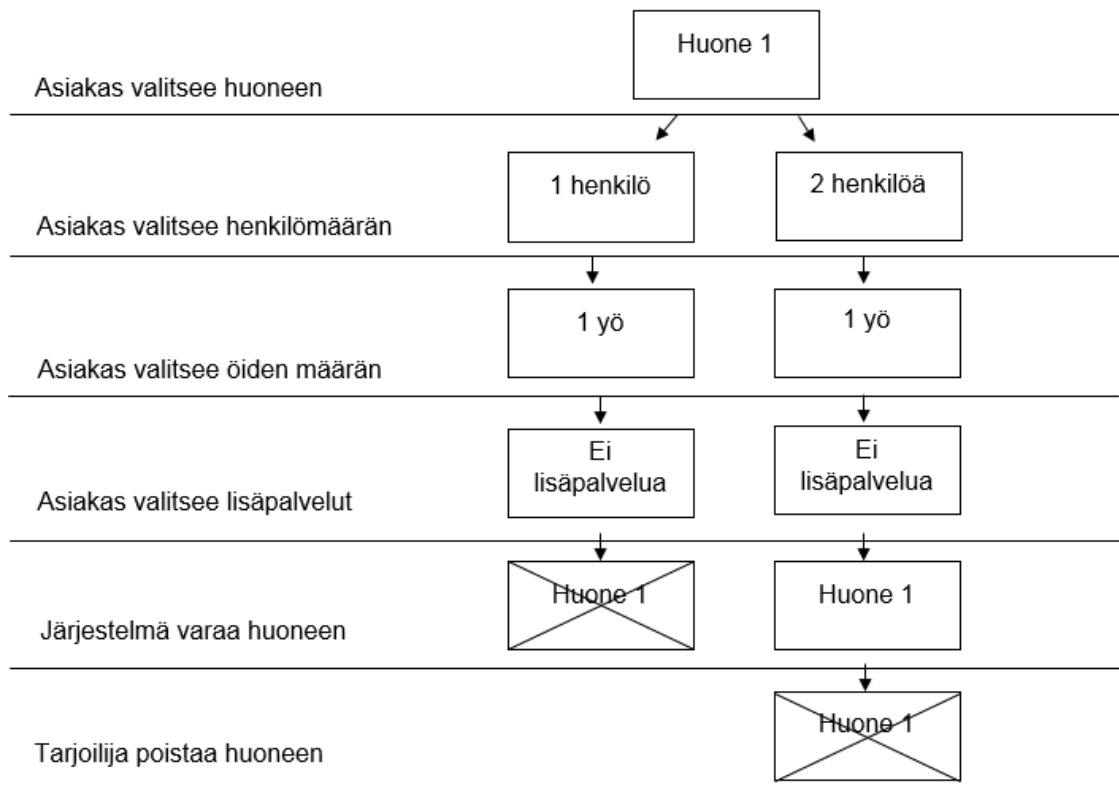 Huone 1
Asiakas valitsee huoneen
1 henkilö
2 henkilöä
Asiakas valitsee henkilömäärän
1 yö
1 yö
Asiakas valitsee öiden määrän
Ei
lisäpalvelua
Ei
lisäpalvelua
Asiakas valitsee lisäpalvelut
Huone 1
Huone 1
Järjestelmä varaa huoneen
Huone 1
Tarjoilija poistaa huoneen